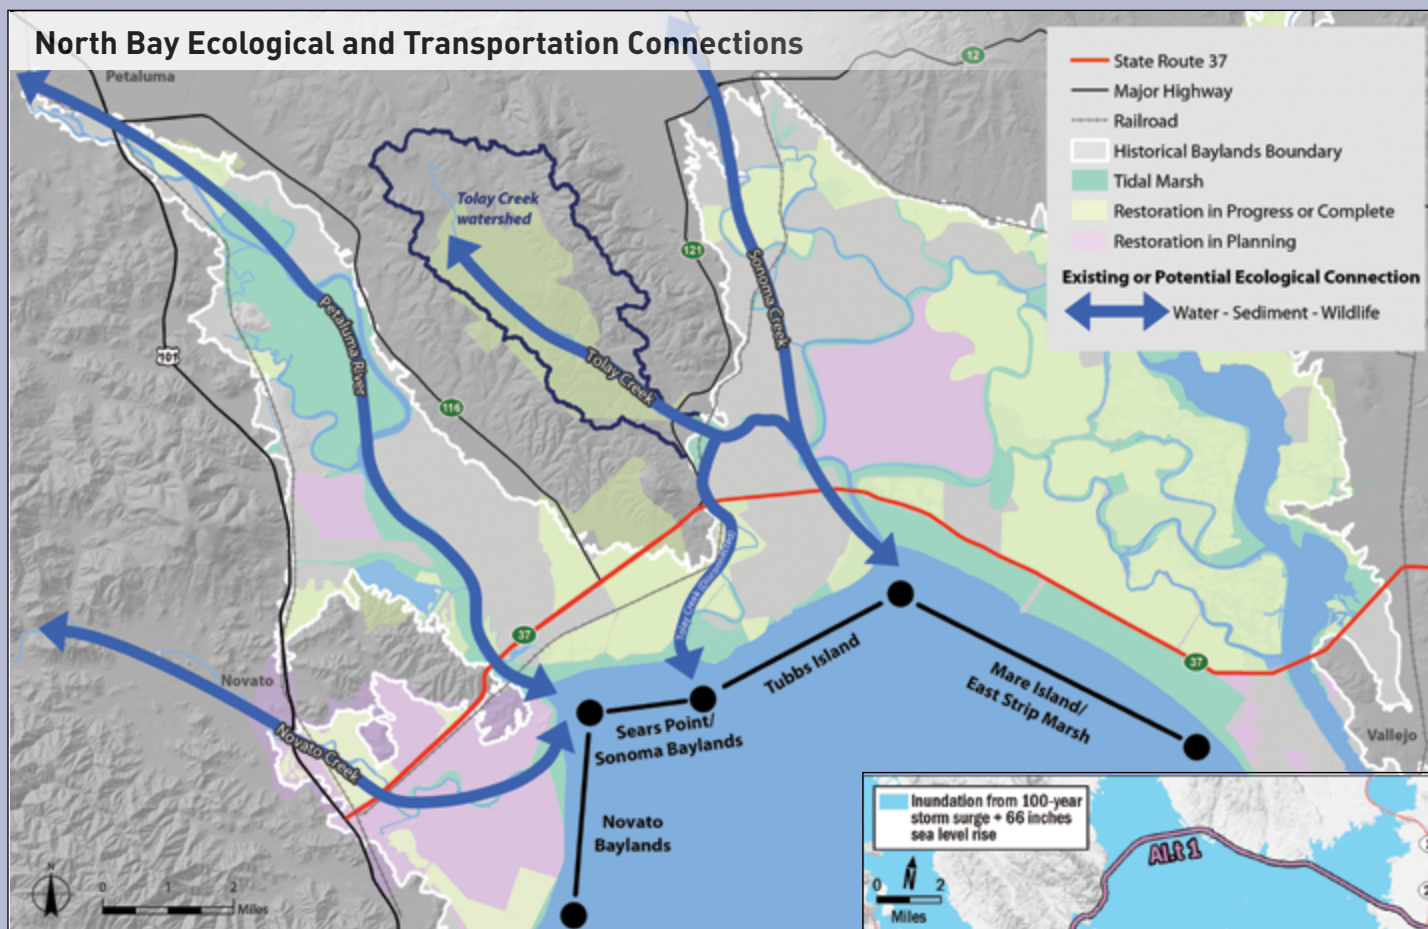 North Bay Ecological and Transportation Connections
Petaluma
12
State Route 37
Major Highway
Railroad
Historical Baylands Boundary
Tidal Marsh
Restoration in Progress or Complete
Restoration in Planning
Existing or Potential Ecological Connection
Water - Sediment - Wildlife
Tolay Creek
watershed
121
Sonoma Creek
Petaluma River
101
Tolay Creek
116
Tolay Creek (Disconnected)
37
37
Novato
Novato Creek
Tubbs Island
Mare Island/
East Strip Marsh
Sears Point/
Sonoma Baylands
Vallejo
Novato
Baylands
N
0 1 2
Miles
Inundation from 100-year
storm surge + 66 inches
sea level rise
Alt 1
N
0 2
Miles